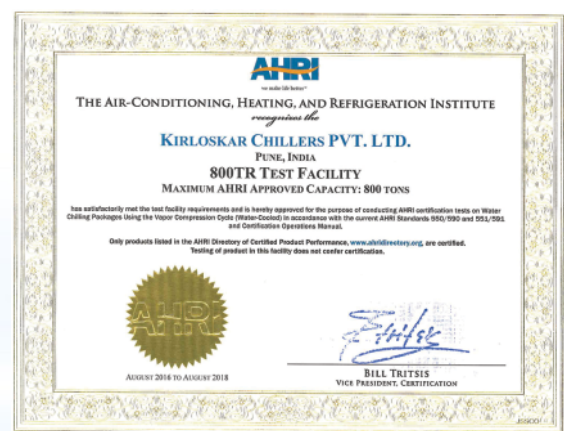 AHRI
we make life better™
THE AIR-CONDITIONING, HEATING, AND REFRIGERATION INSTITUTE
recognizes the
KIRLOSKAR CHILLERS PVT. LTD.
PUNE, INDIA
800TR TEST FACILITY
MAXIMUM AHRI APPROVED CAPACITY: 800 TONS
has satisfactorily met the test facility requirements and is hereby approved for the purpose of conducting AHRI certification tests on Water
Chilling Packages Using the Vapor Compression Cycle (Water-Cooled) in accordance with the current AHRI Standards 550/590 and 551/591
and Certification Operations Manual.
Only products listed in the AHRI Directory of Certified Product Performance, www.ahridirectory.org, are certified.
Testing of product in this facility does not confer certification.
AHRI
AUGUST 2016 TO AUGUST 2018
BILL TRITSIS
VICE PRESIDENT, CERTIFICATION